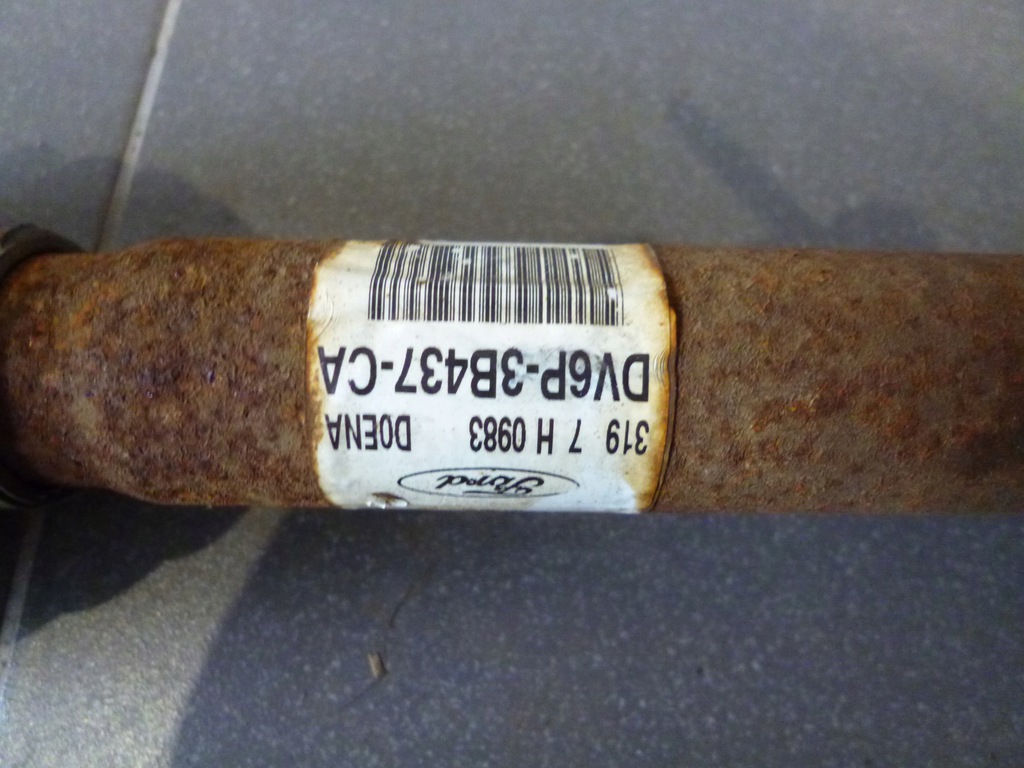 Ford
319 7 H 0983 DOENA
DV6P-3B437-CA